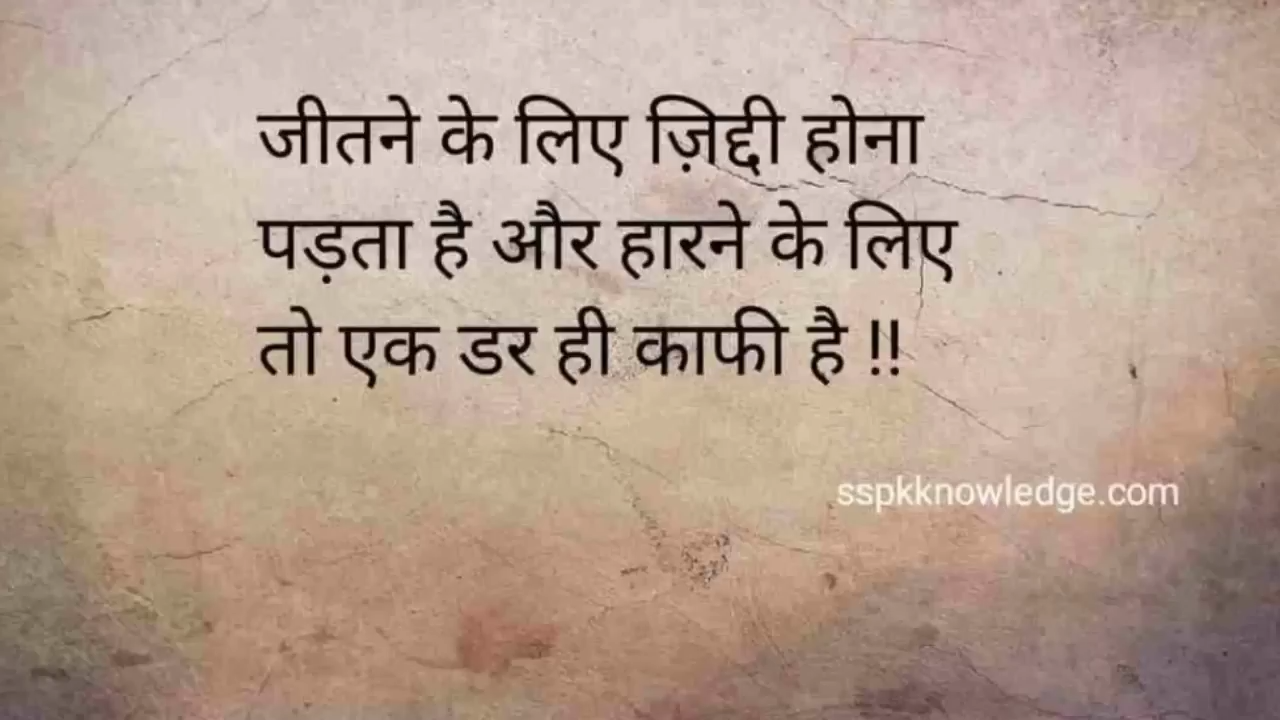 जीतने के लिए ज़िद्दी होना
पड़ता है और हारने के लिए
तो एक डर ही काफी है !!
sspkknowledge.com